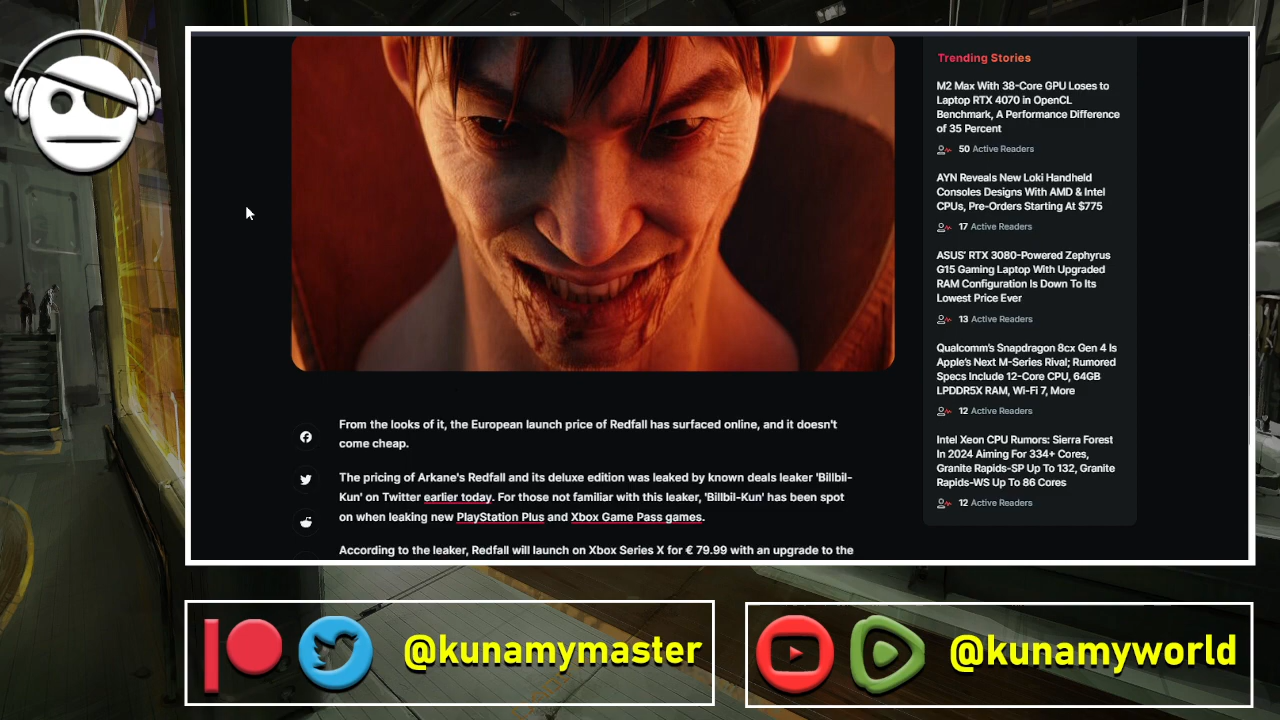 Trending Stories
M2 Max With 38-Core GPU Loses to
Laptop RTX 4070 in OpenCL
Benchmark, A Performance Difference
of 35 Percent
50 Active Readers
AYN Reveals New Loki Handheld
Consoles Designs With AMD & Intel
CPUs, Pre-Orders Starting At $775
17 Active Readers
ASUS' RTX 3080-Powered Zephyrus
G15 Gaming Laptop With Upgraded
RAM Configuration Is Down To Its
Lowest Price Ever
13 Active Readers
Qualcomm's Snapdragon 8cx Gen 4 Is
Apple's Next M-Series Rival; Rumored
Specs Include 12-Core CPU, 64GB
LPDDR5X RAM, Wi-Fi 7, More
12 Active Readers
Intel Xeon CPU Rumors: Sierra Forest
In 2024 Aiming For 334+ Cores,
Granite Rapids-SP Up To 132, Granite
Rapids-WS Up To 86 Cores
12 Active Readers
From the looks of it, the European launch price of Redfall has surfaced online, and it doesn't
come cheap.
The pricing of Arkane's Redfall and its deluxe edition was leaked by known deals leaker 'Billbil-
Kun' on Twitter earlier today. For those not familiar with this leaker, 'Billbil-Kun' has been spot
on when leaking new PlayStation Plus and Xbox Game Pass games.
According to the leaker, Redfall will launch on Xbox Series X for € 79.99 with an upgrade to the
@kunamymaster
@kunamyworld